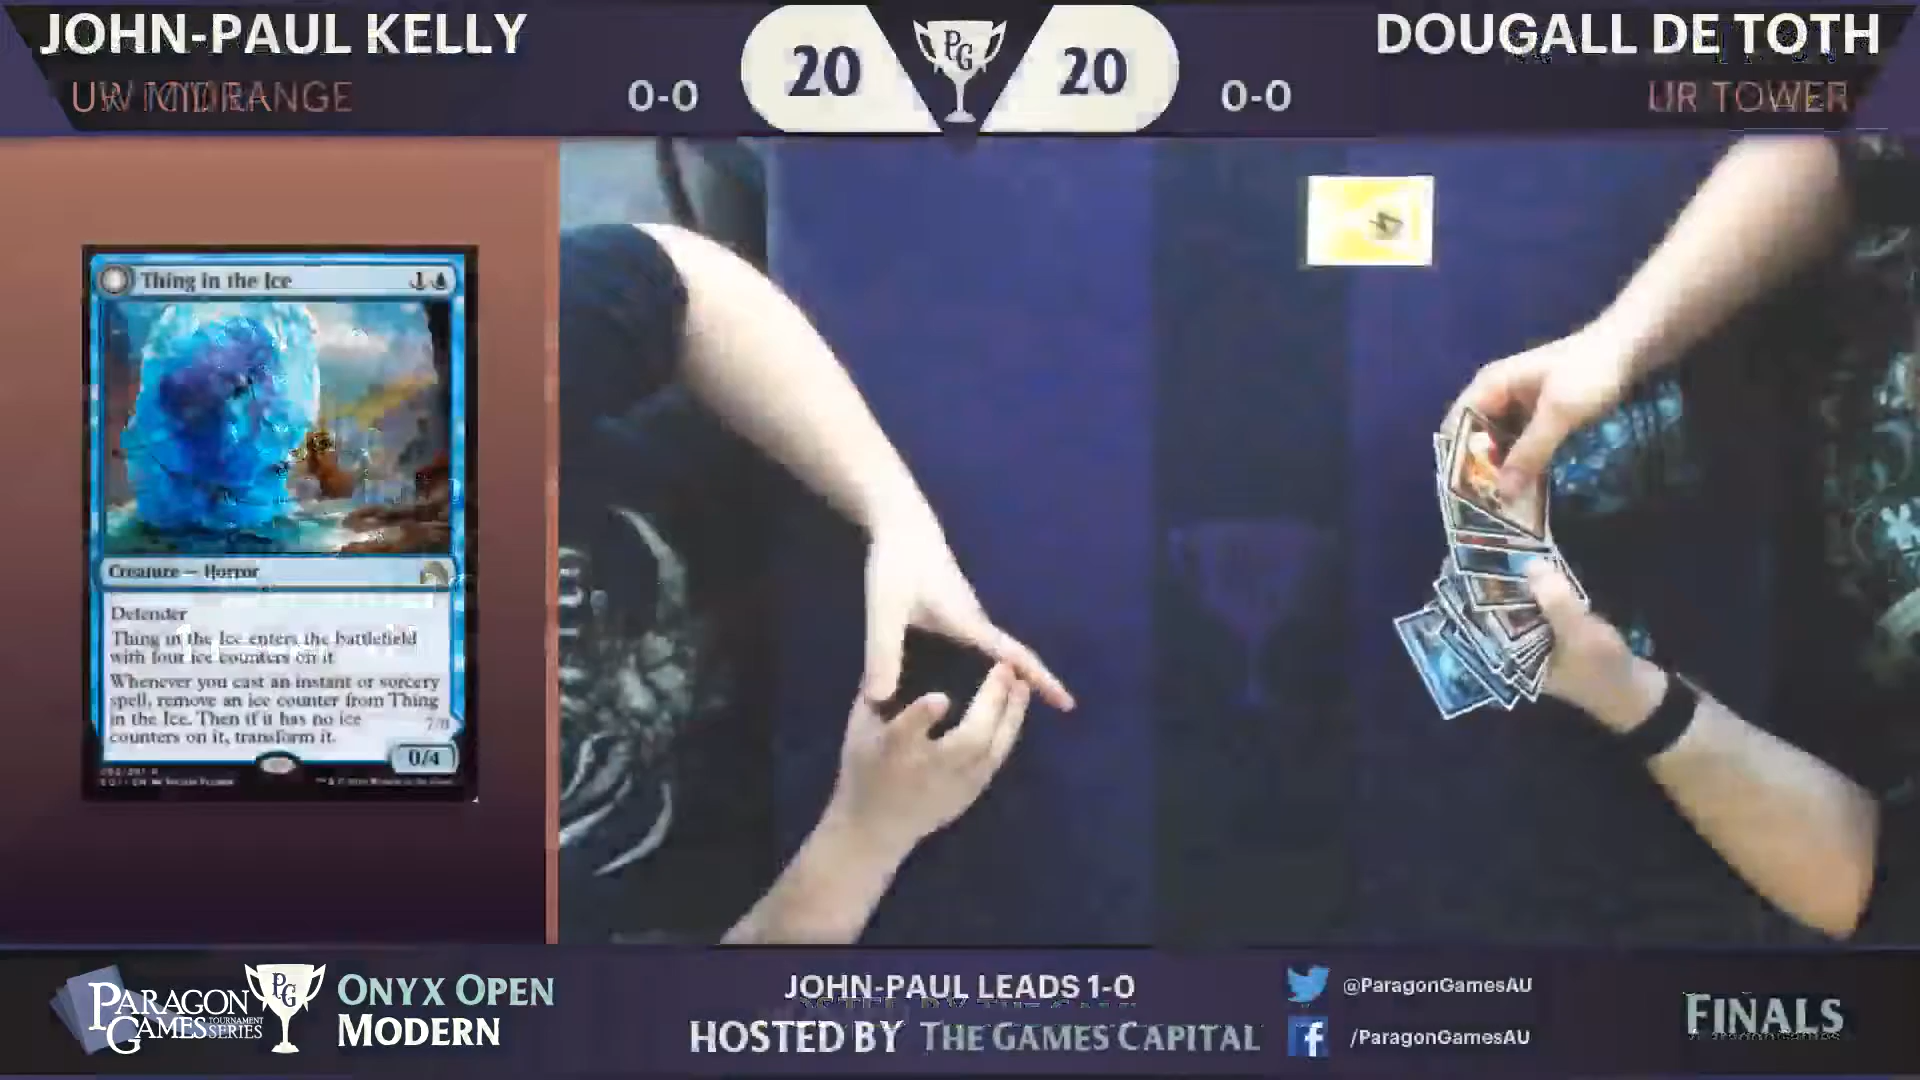 JOHN-PAUL KELLY
MIDRANGE
0-0
20
PG
20
0-0
DOUGALL DE TOTH
UR TOWER
Thing in the Ice
1
Creature — Horror
Defender
Thing in the Ice enters the battlefield
with four ice counters on it
Whenever you cast an instant or sorcery
spell, remove an ice counter from Thing
in the Ice. Then if it has no ice
counters on it, transform it.
7/8
0/4
PARAGON
GAMES TOURNAMENT SERIES
PG
ONYX OPEN
MODERN
JOHN-PAUL LEADS 1-0
HOSTED BY THE GAMES CAPITAL
@ParagonGamesAU
/ParagonGamesAU
FINALS